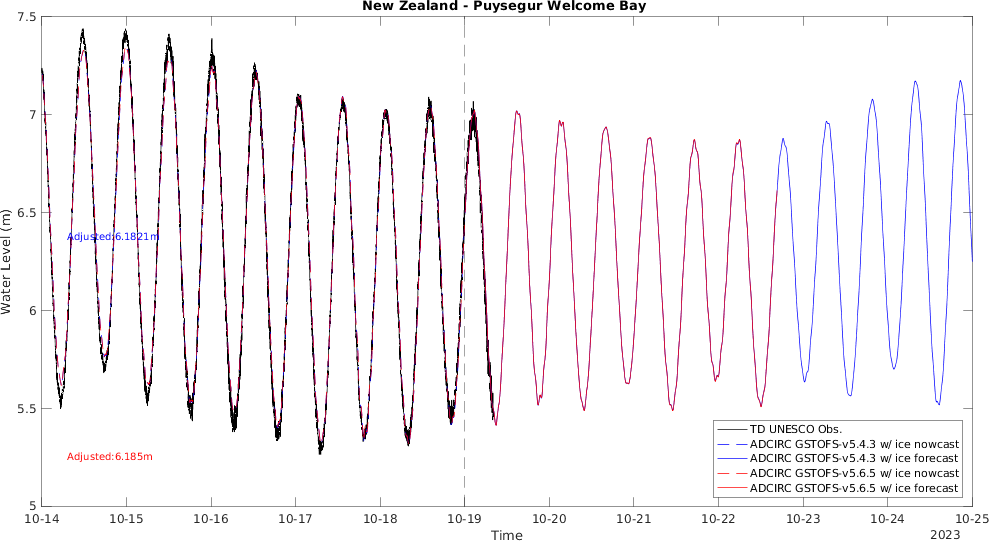 New Zealand - Puysegur Welcome Bay
7.5
7
6.5
6
5.5
5
Water Level (m)
Adjusted:6.1821m
Adjusted:6.185m
TD UNESCO Obs.
ADCIRC GSTOFS-v5.4.3 w/ ice nowcast
ADCIRC GSTOFS-v5.4.3 w/ ice forecast
ADCIRC GSTOFS-v5.6.5 w/ ice nowcast
ADCIRC GSTOFS-v5.6.5 w/ ice forecast
10-14 10-15 10-16 10-17 10-18 10-19 10-20 10-21 10-22 10-23 10-24 10-25
Time
2023